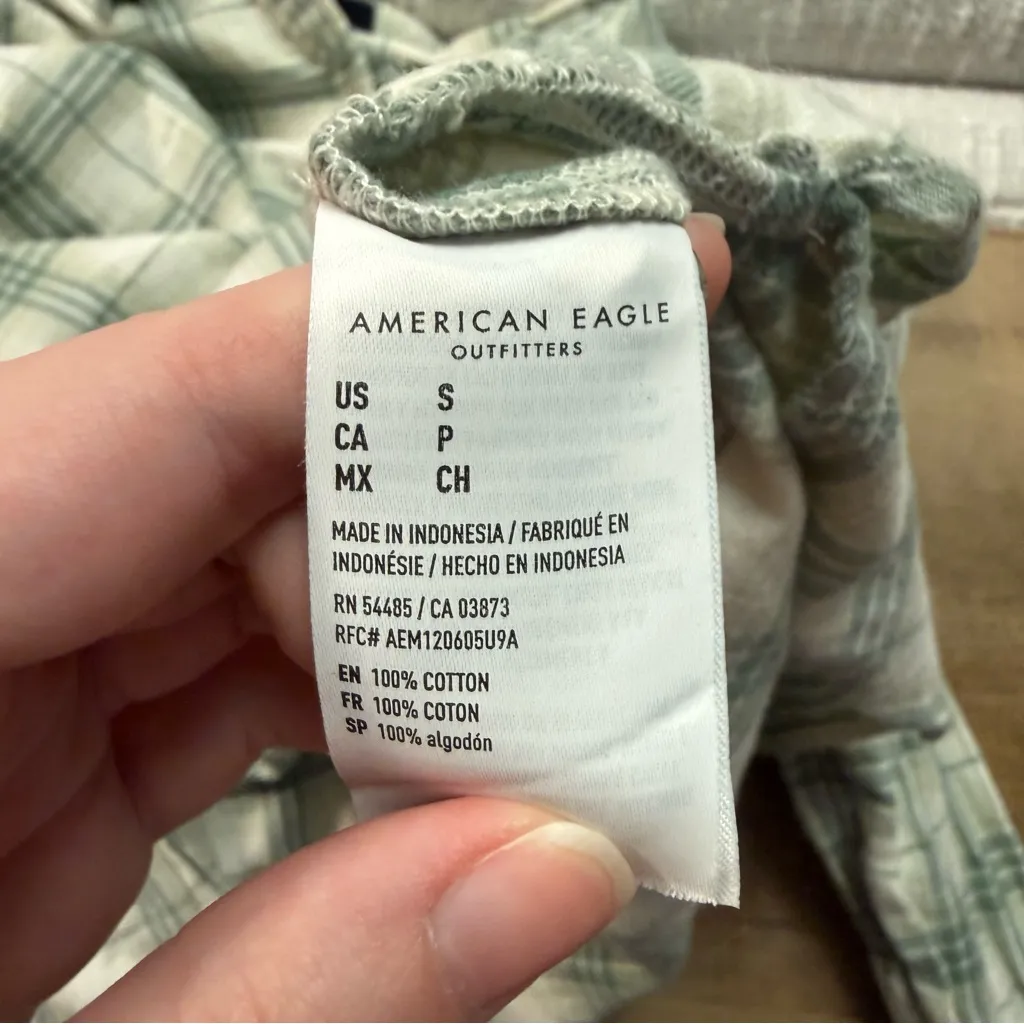 AMERICAN EAGLE
OUTFITTERS
US S
CA P
MX CH
MADE IN INDONESIA / FABRIQUÉ EN
INDONÉSIE / HECHO EN INDONESIA
RN 54485 / CA 03873
RFC# AEM120605U9A
EN 100% COTTON
FR 100% COTON
SP 100% algodón